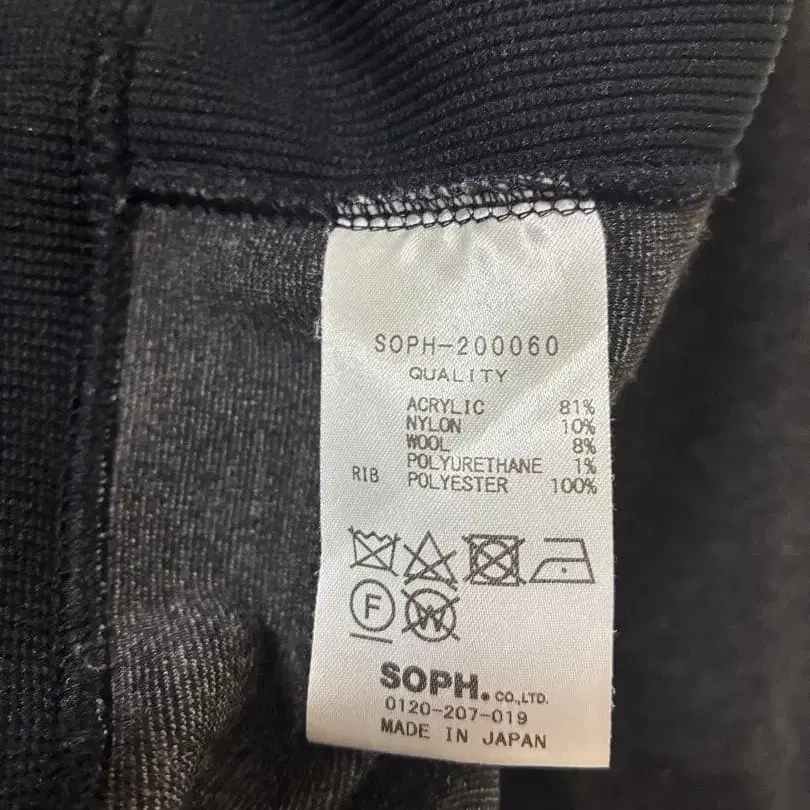 SOPH-200060
QUALITY
ACRYLIC 81%
NYLON 10%
WOOL 8%
POLYURETHANE 1%
RIB POLYESTER 100%
F W
SOPH. CO.,LTD.
0120-207-019
MADE IN JAPAN